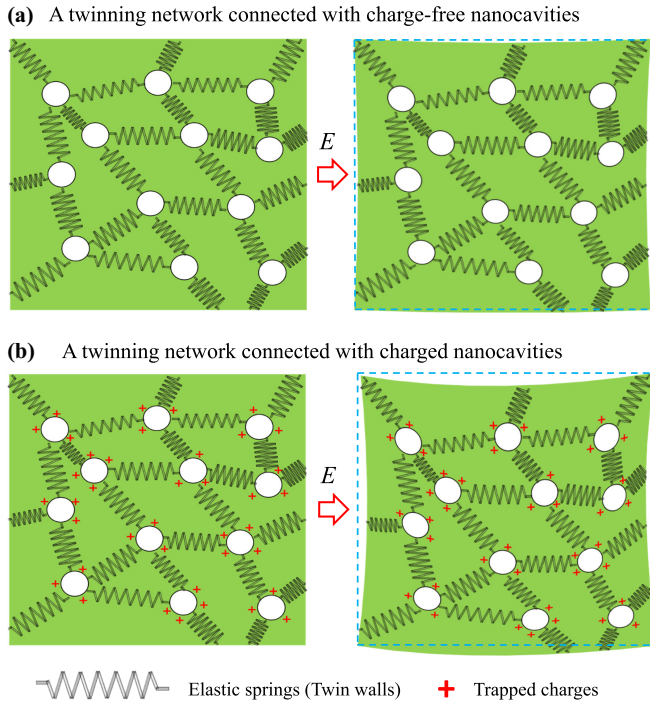 (a) A twinning network connected with charge-free nanocavities
E
(b) A twinning network connected with charged nanocavities
E
Elastic springs (Twin walls) + Trapped charges